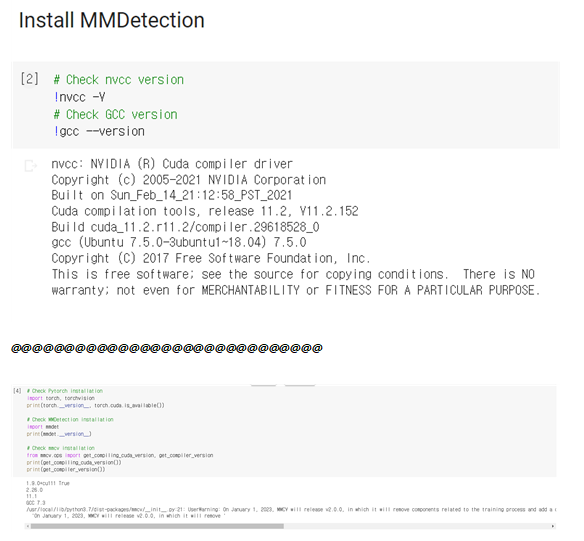 Install MMDetection
[2] # Check nvcc version
!nvcc -V
# Check GCC version
!gcc --version
nvcc: NVIDIA (R) Cuda compiler driver
Copyright (c) 2005-2021 NVIDIA Corporation
Built on Sun_Feb_14_21:12:58_PST_2021
Cuda compilation tools, release 11.2, V11.2.152
Build cuda_11.2.r11.2/compiler.29618528_0
gcc (Ubuntu 7.5.0-3ubuntu1~18.04) 7.5.0
Copyright (C) 2017 Free Software Foundation, Inc.
This is free software; see the source for copying conditions.  There is NO
warranty; not even for MERCHANTABILITY or FITNESS FOR A PARTICULAR PURPOSE.
@@@@@@@@@@@@@@@@@@@@@@@@@@@@@
[4] # Check Pytorch installation
import torch, torchvision
print(torch.__version__, torch.cuda.is_available())
# Check MMDetection installation
import mmdet
print(mmdet.__version__)
# Check mmcv installation
from mmcv.ops import get_compiling_cuda_version, get_compiler_version
print(get_compiling_cuda_version())
print(get_compiler_version())
1.9.0+cu111 True
2.26.0
11.1
GCC 7.3
/usr/local/lib/python3.7/dist-packages/mmcv/__init__.py:21: UserWarning: On January 1, 2023, MMCV will release v2.0.0, in which it will remove components related to the training process and add a
'On January 1, 2023, MMCV will release v2.0.0, in which it will remove '